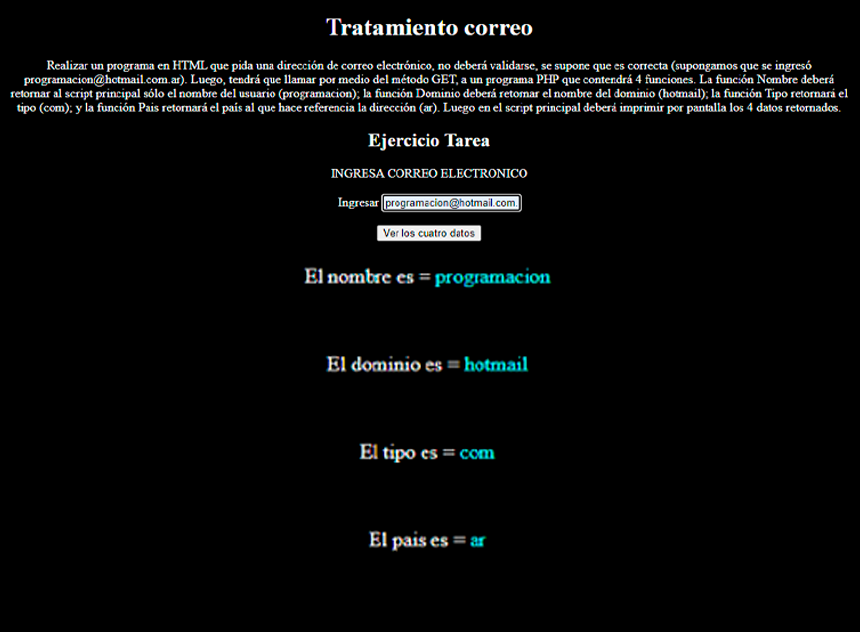 Tratamiento correo
Realizar un programa en HTML que pida una dirección de correo electrónico, no deberá validarse, se supone que es correcta (supongamos que se ingresó
programacion@hotmail.com.ar). Luego, tendrá que llamar por medio del método GET, a un programa PHP que contendrá 4 funciones. La función Nombre deberá
retornar al script principal sólo el nombre del usuario (programacion); la función Dominio deberá retornar el nombre del dominio (hotmail); la función Tipo retornará el
tipo (com); y la función Pais retornará el país al que hace referencia la dirección (ar). Luego en el script principal deberá imprimir por pantalla los 4 datos retornados.
Ejercicio Tarea
INGRESA CORREO ELECTRONICO
Ingresar programacion@hotmail.com.
Ver los cuatro datos
El nombre es = programacion
El dominio es = hotmail
El tipo es = com
El pais es = ar